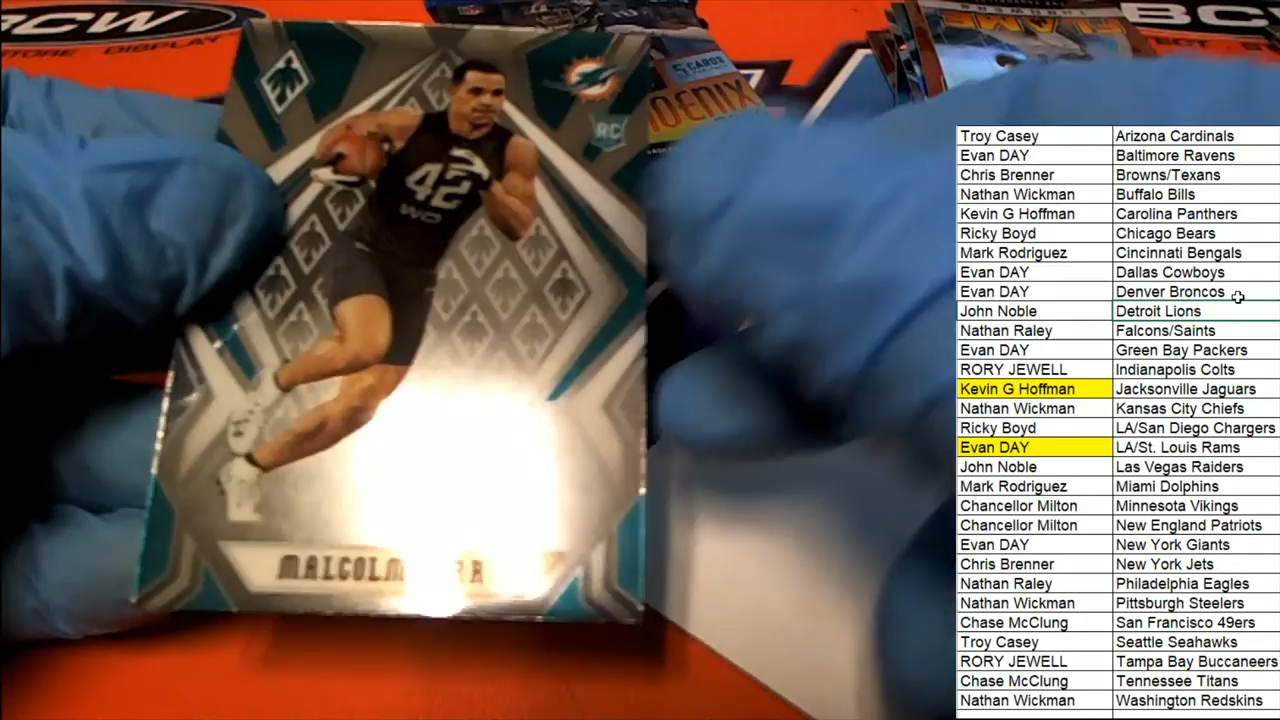 BCW
STORE DISPLAY
BC
5 CARDS
PHOENIX
RC
42
WO
MALCOLM
Troy Casey Arizona Cardinals
Evan DAY Baltimore Ravens
Chris Brenner Browns/Texans
Nathan Wickman Buffalo Bills
Kevin G Hoffman Carolina Panthers
Ricky Boyd Chicago Bears
Mark Rodriguez Cincinnati Bengals
Evan DAY Dallas Cowboys
Evan DAY Denver Broncos
John Noble Detroit Lions
Nathan Raley Falcons/Saints
Evan DAY Green Bay Packers
RORY JEWELL Indianapolis Colts
Kevin G Hoffman Jacksonville Jaguars
Nathan Wickman Kansas City Chiefs
Ricky Boyd LA/San Diego Chargers
Evan DAY LA/St. Louis Rams
John Noble Las Vegas Raiders
Mark Rodriguez Miami Dolphins
Chancellor Milton Minnesota Vikings
Chancellor Milton New England Patriots
Evan DAY New York Giants
Chris Brenner New York Jets
Nathan Raley Philadelphia Eagles
Nathan Wickman Pittsburgh Steelers
Chase McClung San Francisco 49ers
Troy Casey Seattle Seahawks
RORY JEWELL Tampa Bay Buccaneers
Chase McClung Tennessee Titans
Nathan Wickman Washington Redskins